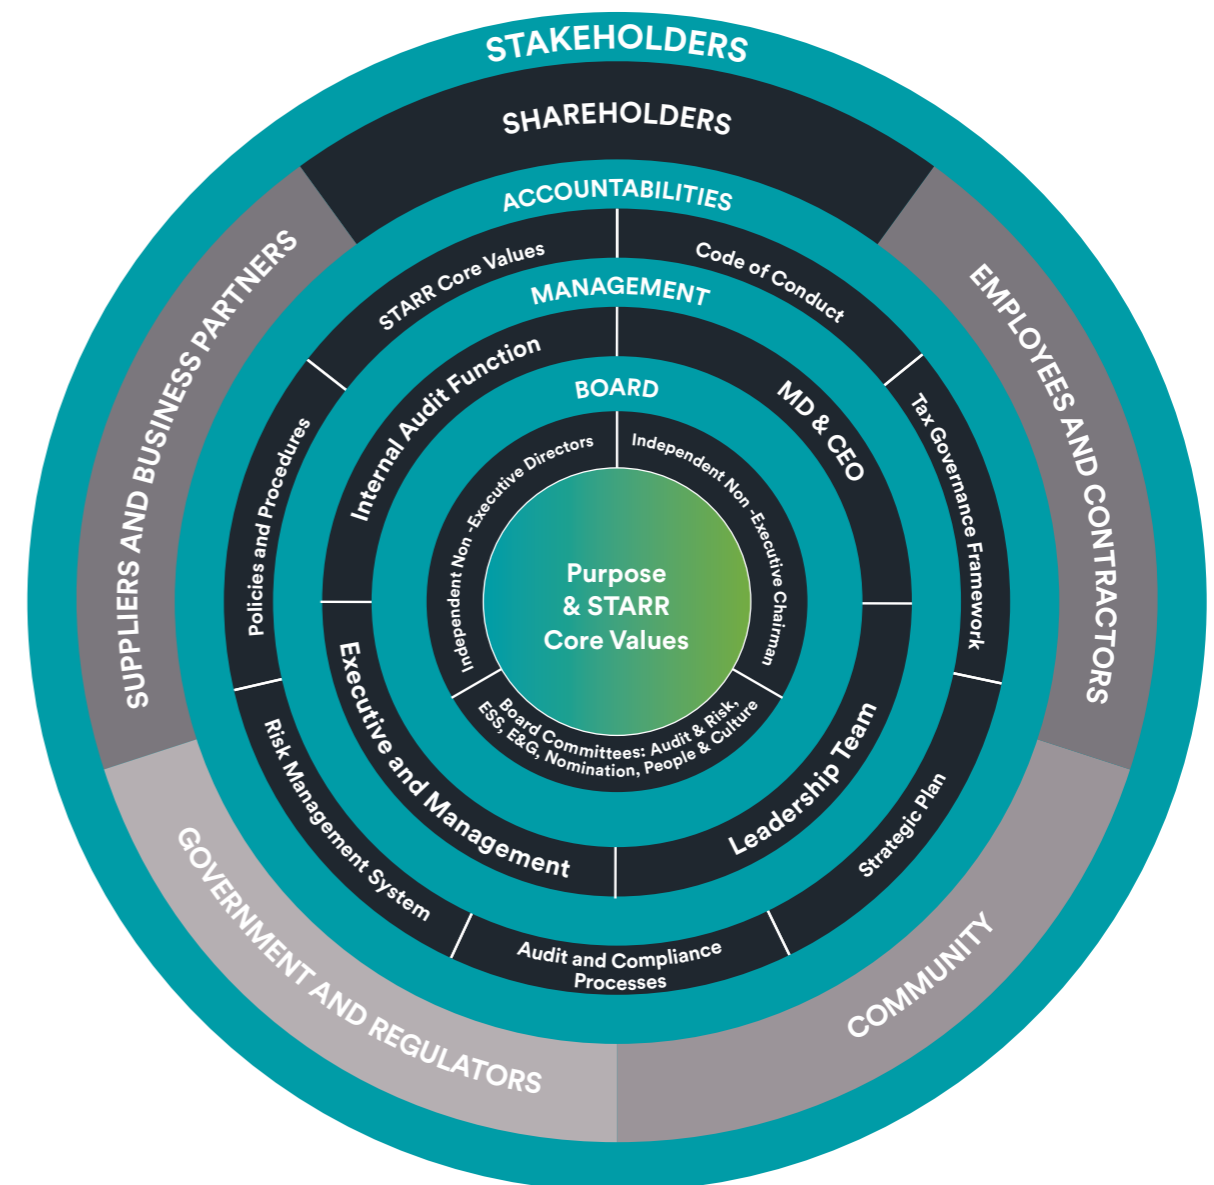 STAKEHOLDERS
SHAREHOLDERS
EMPLOYEES AND CONTRACTORS
COMMUNITY
GOVERNMENT AND REGULATORS
SUPPLIERS AND BUSINESS PARTNERS
ACCOUNTABILITIES
STARR Core Values
Code of Conduct
Tax Governance Framework
Strategic Plan
Audit and Compliance
Processes
Risk Management System
Policies and Procedures
MANAGEMENT
Internal Audit Function
MD & CEO
Leadership Team
Executive and Management
BOARD
Independent Non -Executive Directors
Independent Non -Executive Chairman
Board Committees: Audit & Risk,
ESS, E&G, Nomination, People & Culture
Purpose
& STARR
Core Values